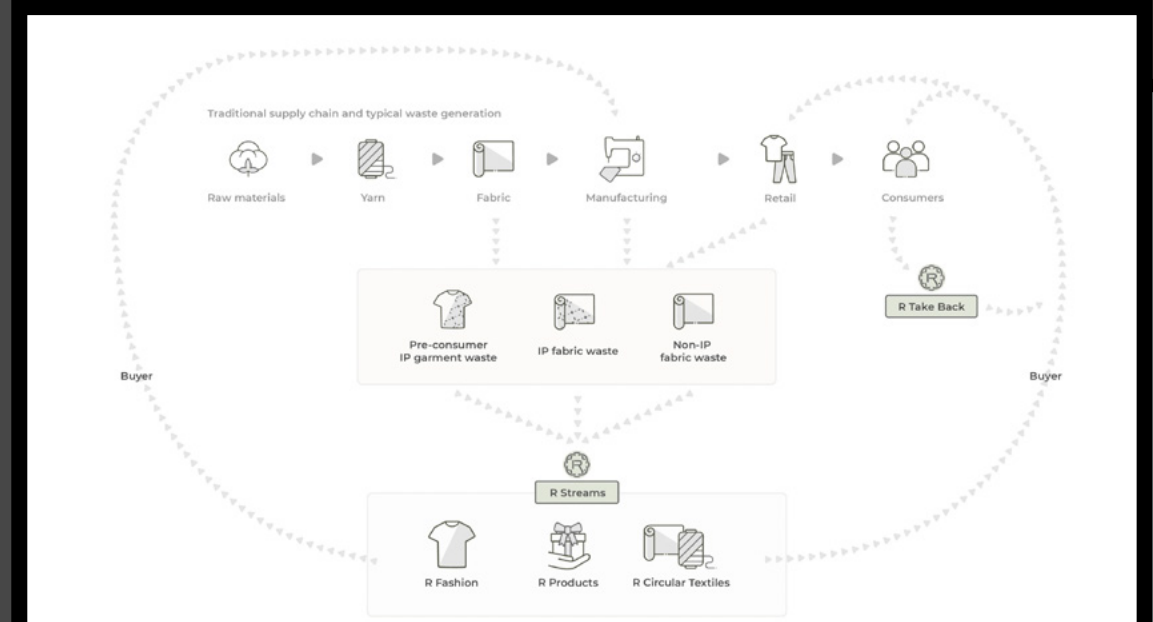 Traditional supply chain and typical waste generation
Raw materials
Yarn
Fabric
Manufacturing
Retail
Consumers
R
R Take Back
Pre-consumer
IP garment waste
IP fabric waste
Non-IP
fabric waste
Buyer
Buyer
R
R Streams
R Fashion
R Products
R Circular Textiles